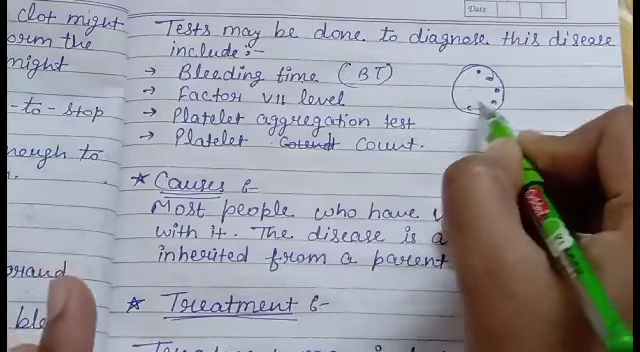 Date
clot might
orm the
night
-to-stop
nough to
brand
ble
Tests may be done to diagnose this disease
include:-
→ Bleeding time (BT)
→ Factor VII level
→ Platelet aggregation test
→ Platelet count.
* Causes :-
Most people who have
with it. The disease is a
inherited from a parent
* Treatment :-